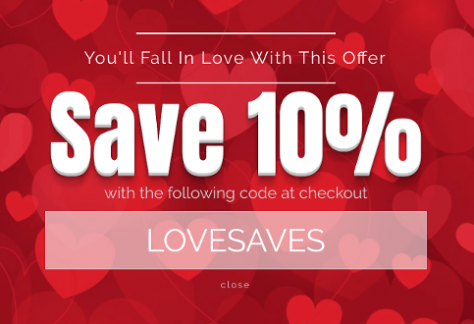 You'll Fall In Love With This Offer
Save 10%
with the following code at checkout
LOVESAVES
close